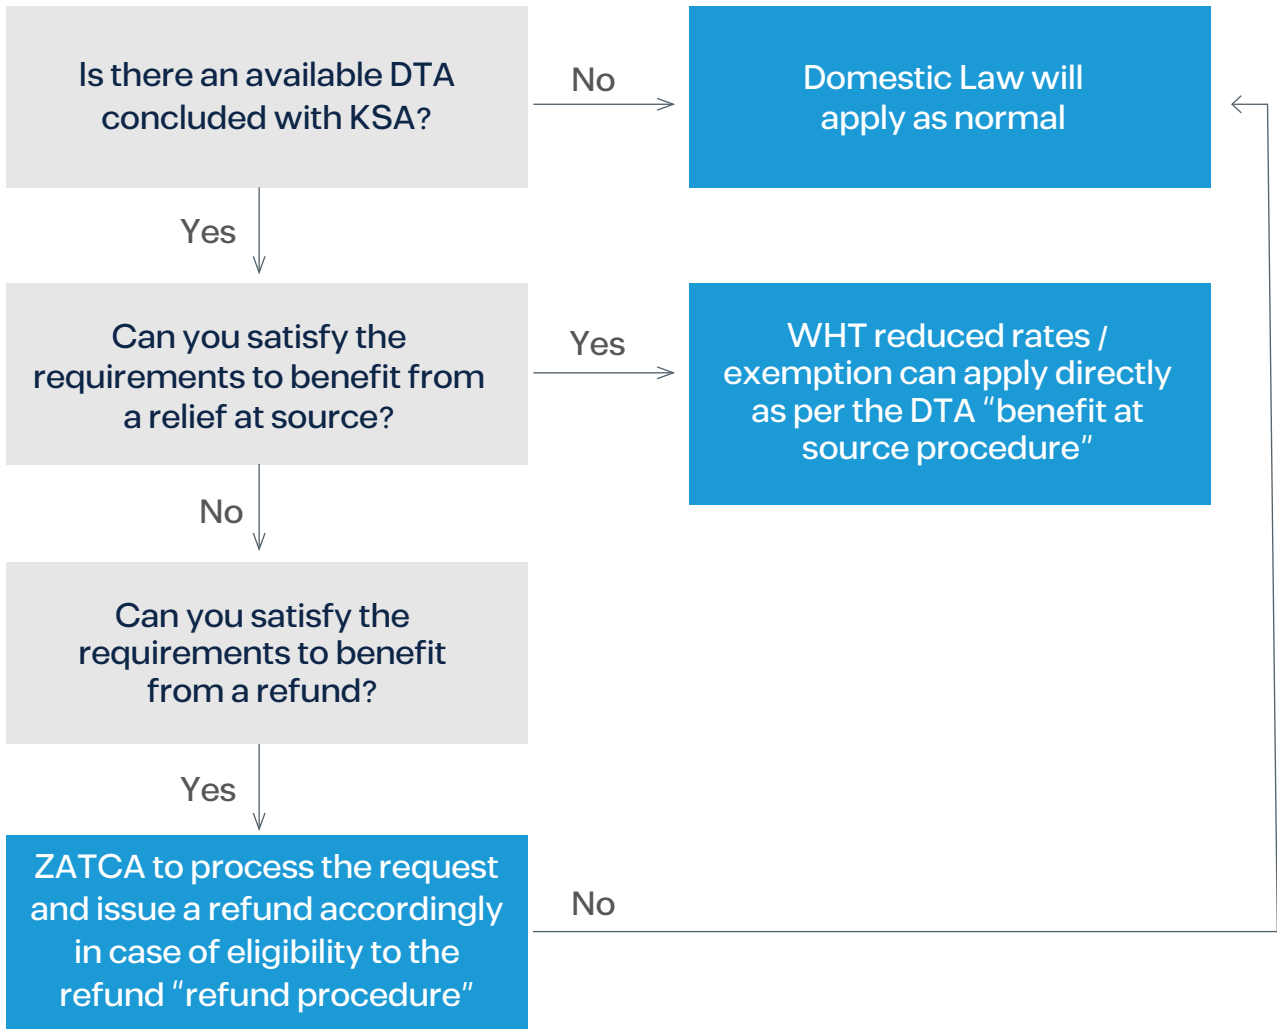 Is there an available DTA
concluded with KSA?
No
Domestic Law will
apply as normal
Yes
Can you satisfy the
requirements to benefit from
a relief at source?
Yes
WHT reduced rates /
exemption can apply directly
as per the DTA “benefit at
source procedure”
No
Can you satisfy the
requirements to benefit
from a refund?
Yes
ZATCA to process the request
and issue a refund accordingly
in case of eligibility to the
refund “refund procedure”
No